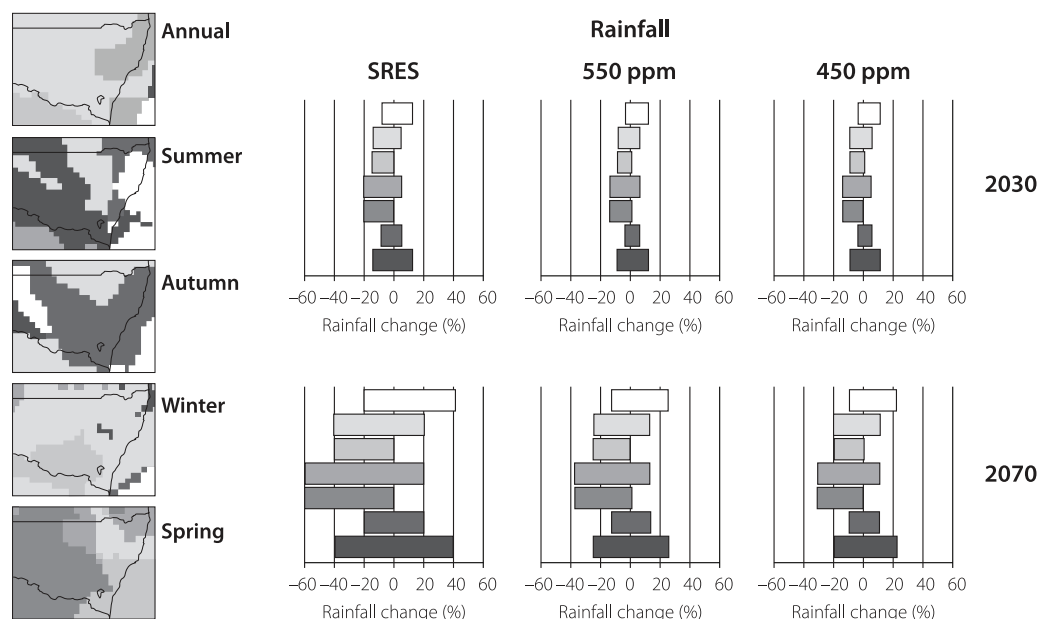 Rainfall
SRES 550 ppm 450 ppm
Annual
Summer
Autumn
Winter
Spring
2030
−60 −40 −20 0 20 40 60 −60 −40 −20 0 20 40 60 −60 −40 −20 0 20 40 60
Rainfall change (%) Rainfall change (%) Rainfall change (%)
2070
−60 −40 −20 0 20 40 60 −60 −40 −20 0 20 40 60 −60 −40 −20 0 20 40 60
Rainfall change (%) Rainfall change (%) Rainfall change (%)